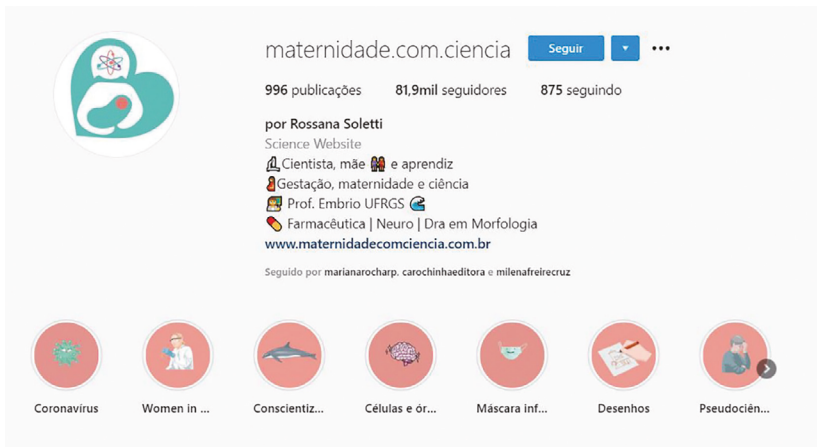 maternidade.com.ciencia Seguir
996 publicações 81,9mil seguidores 875 seguindo
por Rossana Soletti
Science Website
Cientista, mãe e aprendiz
Gestação, maternidade e ciência
Prof. Embrio UFRGS
Farmacêutica | Neuro | Dra em Morfologia
www.maternidadecomciencia.com.br
Seguido por marianarocharp, carochinhaeditora e milenafreirecruz
Coronavírus Women in ... Conscientiz... Células e ór... Máscara inf... Desenhos Pseudociên...